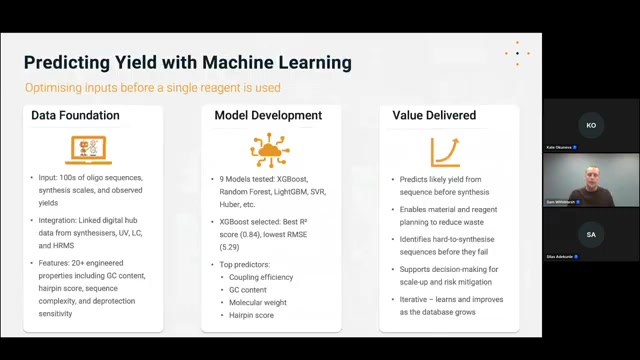 Predicting Yield with Machine Learning
Optimising inputs before a single reagent is used
Data Foundation
• Input: 100s of oligo sequences,
synthesis scales, and observed
yields
• Integration: Linked digital hub
data from synthesisers, UV, LC,
and HRMS
• Features: 20+ engineered
properties including GC content,
hairpin score, sequence
complexity, and deprotection
sensitivity
Model Development
• 9 Models tested: XGBoost,
Random Forest, LightGBM, SVR,
Huber, etc.
• XGBoost selected: Best R²
score (0.84), lowest RMSE
(5.29)
• Top predictors:
• Coupling efficiency
• GC content
• Molecular weight
• Hairpin score
Value Delivered
• Predicts likely yield from
sequence before synthesis
• Enables material and reagent
planning to reduce waste
• Identifies hard-to-synthesise
sequences before they fail
• Supports decision-making for
scale-up and risk mitigation
• Iterative – learns and improves
as the database grows
KO
Kate Okuneva
Sam Whitmarsh
SA
Silas Adekunle